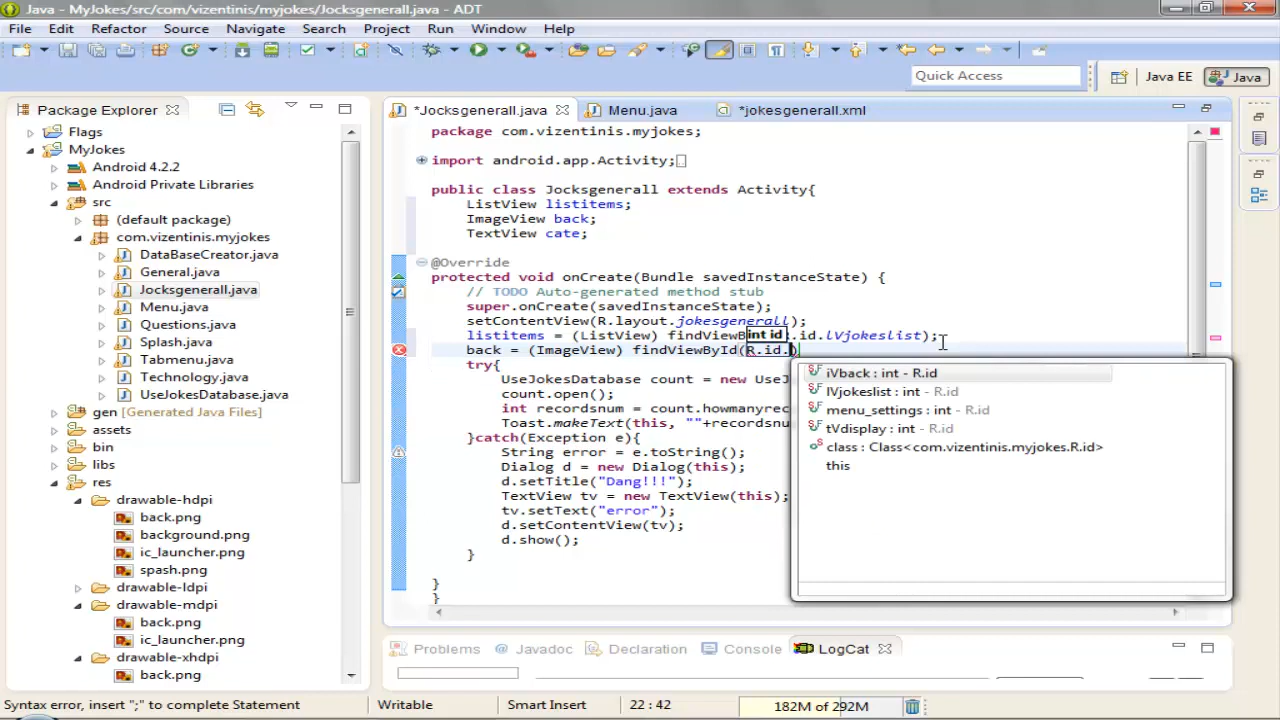 Java - MyJokes/src/com/vizentinis/myjokes/Jocksgenerall.java - ADT
File Edit Refactor Source Navigate Search Project Run Window Help
Quick Access
Java EE
Java
Package Explorer
Flags
MyJokes
Android 4.2.2
Android Private Libraries
src
(default package)
com.vizentinis.myjokes
DataBaseCreator.java
General.java
Jocksgenerall.java
Menu.java
Questions.java
Splash.java
Tabmenu.java
Technology.java
UseJokesDatabase.java
gen [Generated Java Files]
assets
bin
libs
res
drawable-hdpi
back.png
background.png
ic_launcher.png
spash.png
drawable-ldpi
drawable-mdpi
back.png
ic_launcher.png
drawable-xhdpi
back.png
*Jocksgenerall.java
Menu.java
*jokesgenerall.xml
package com.vizentinis.myjokes;
import android.app.Activity;
public class Jocksgenerall extends Activity{
ListView listitems;
ImageView back;
TextView cate;
@Override
protected void onCreate(Bundle savedInstanceState) {
// TODO Auto-generated method stub
super.onCreate(savedInstanceState);
setContentView(R.layout.jokesgenerall);
listitems = (ListView) findViewB int id .id.lVjokeslist);
back = (ImageView) findViewById(R.id.)
try{
UseJokesDatabase count = new UseJ
count.open();
int recordsnum = count.howmanyrec
Toast.makeText(this, ""+recordsnu
}catch(Exception e){
String error = e.toString();
Dialog d = new Dialog(this);
d.setTitle("Dang!!!");
TextView tv = new TextView(this);
tv.setText("error");
d.setContentView(tv);
d.show();
}
}
}
iVback : int - R.id
lVjokeslist : int - R.id
menu_settings : int - R.id
tVdisplay : int - R.id
class : Class<com.vizentinis.myjokes.R.id>
this
Problems
@ Javadoc
Declaration
Console
LogCat
Syntax error, insert ";" to complete Statement
Writable
Smart Insert
22 : 42
182M of 292M